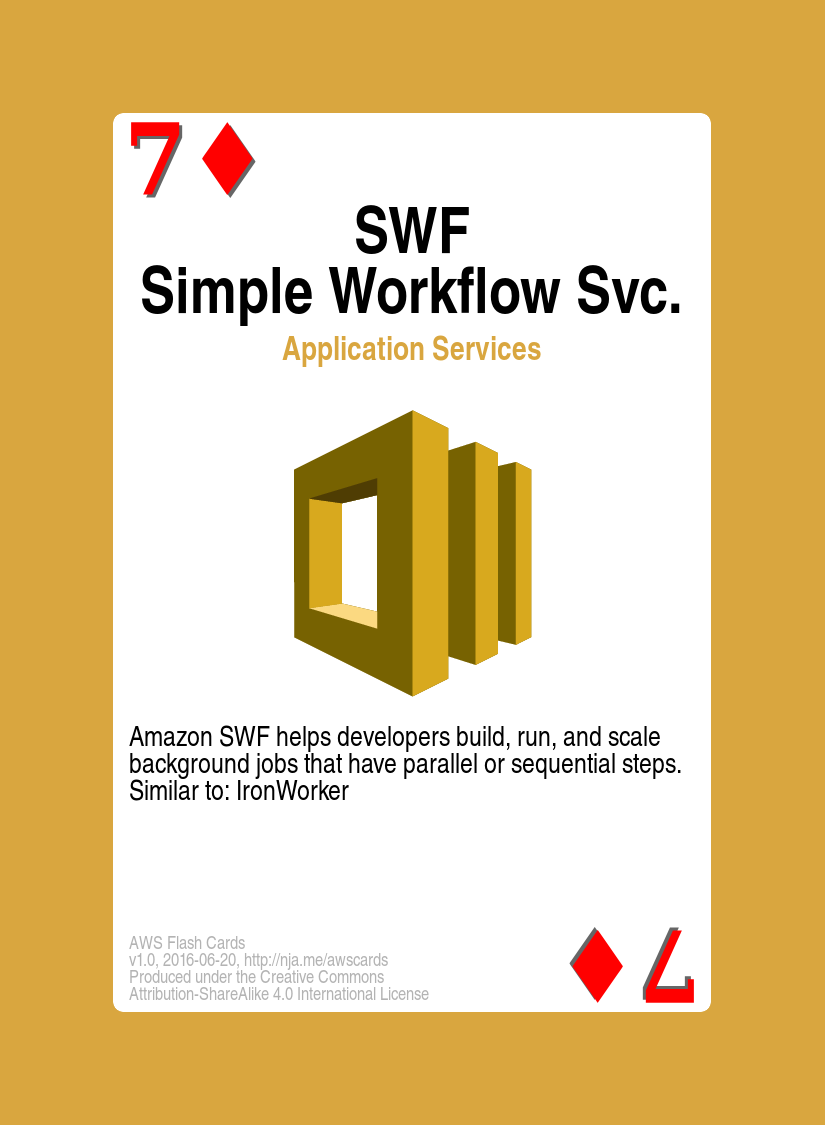 7♦
SWF
Simple Workflow Svc.
Application Services
Amazon SWF helps developers build, run, and scale
background jobs that have parallel or sequential steps.
Similar to: IronWorker
AWS Flash Cards
v1.0, 2016-06-20, http://nja.me/awscards
Produced under the Creative Commons
Attribution-ShareAlike 4.0 International License
7♦